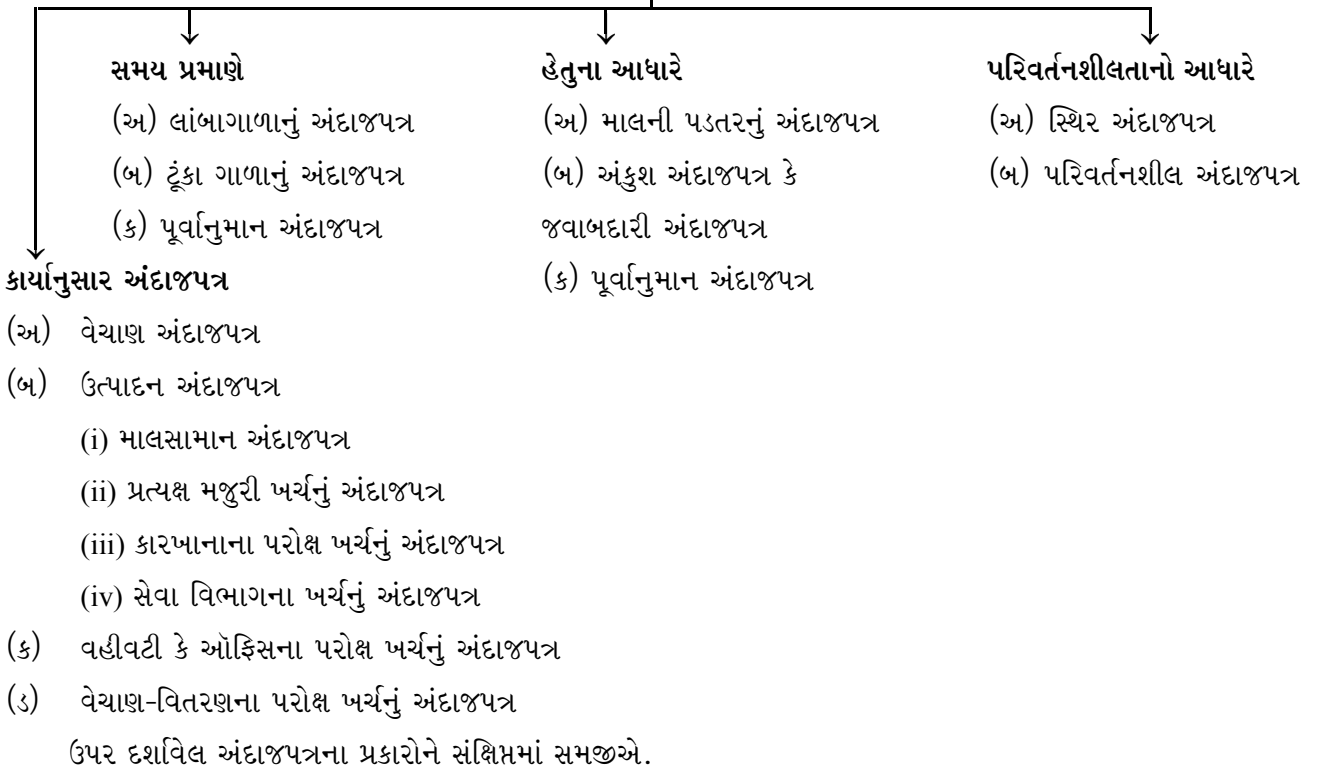 સમય પ્રમાણે
(અ) લાંબાગાળાનું અંદાજપત્ર
(બ) ટૂંકા ગાળાનું અંદાજપત્ર
(ક) પૂર્વાનુમાન અંદાજપત્ર
હેતુના આધારે
(અ) માલની પડતરનું અંદાજપત્ર
(બ) અંકુશ અંદાજપત્ર કે
જવાબદારી અંદાજપત્ર
(ક) પૂર્વાનુમાન અંદાજપત્ર
પરિવર્તનશીલતાનો આધારે
(અ) સ્થિર અંદાજપત્ર
(બ) પરિવર્તનશીલ અંદાજપત્ર
કાર્યાનુસાર અંદાજપત્ર
(અ) વેચાણ અંદાજપત્ર
(બ) ઉત્પાદન અંદાજપત્ર
(i) માલસામાન અંદાજપત્ર
(ii) પ્રત્યક્ષ મજુરી ખર્ચનું અંદાજપત્ર
(iii) કારખાનાના પરોક્ષ ખર્ચનું અંદાજપત્ર
(iv) સેવા વિભાગના ખર્ચનું અંદાજપત્ર
(ક) વહીવટી કે ઑફિસના પરોક્ષ ખર્ચનું અંદાજપત્ર
(ડ) વેચાણ-વિતરણના પરોક્ષ ખર્ચનું અંદાજપત્ર
ઉપર દર્શાવેલ અંદાજપત્રના પ્રકારોને સંક્ષિપ્તમાં સમજીએ.